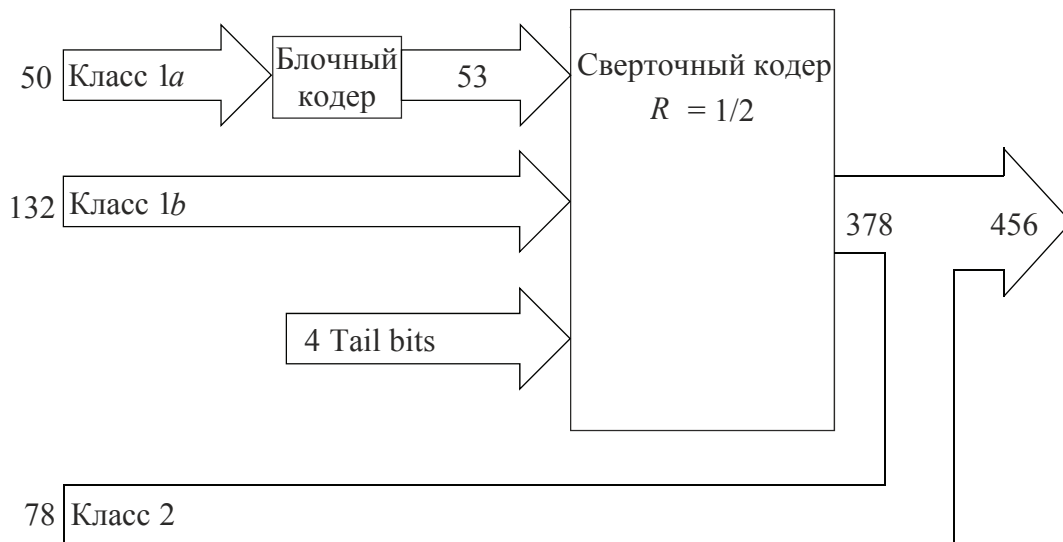 50 Класс 1a
Блочный
кодер
53
Сверточный кодер
R = 1/2
132 Класс 1b
378
456
4 Tail bits
78 Класс 2